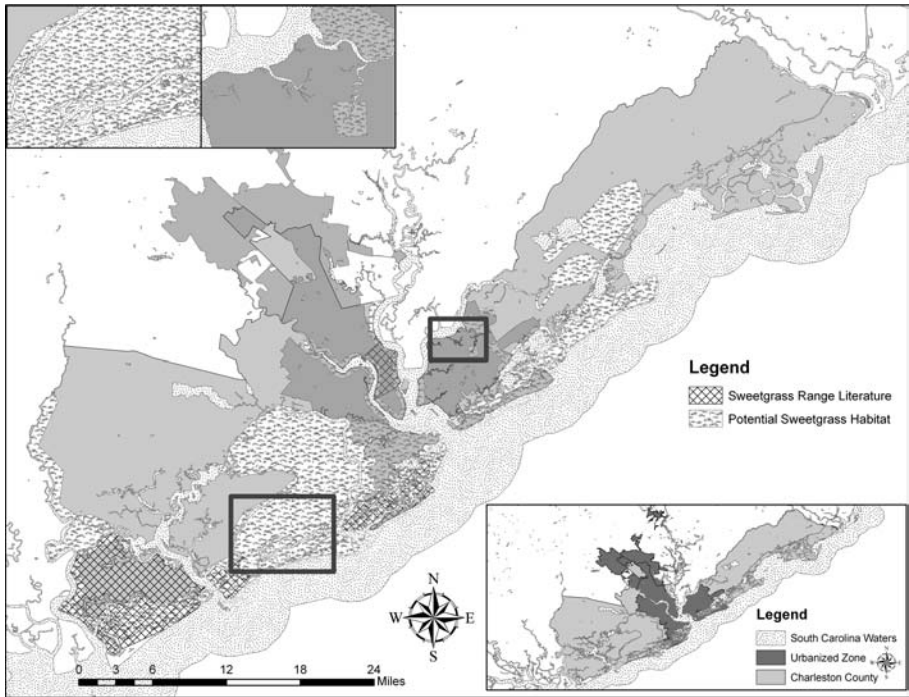 Legend
Sweetgrass Range Literature
Potential Sweetgrass Habitat
N
W E
S
0 3 6 12 18 24
Miles
Legend
South Carolina Waters
Urbanized Zone
Charleston County